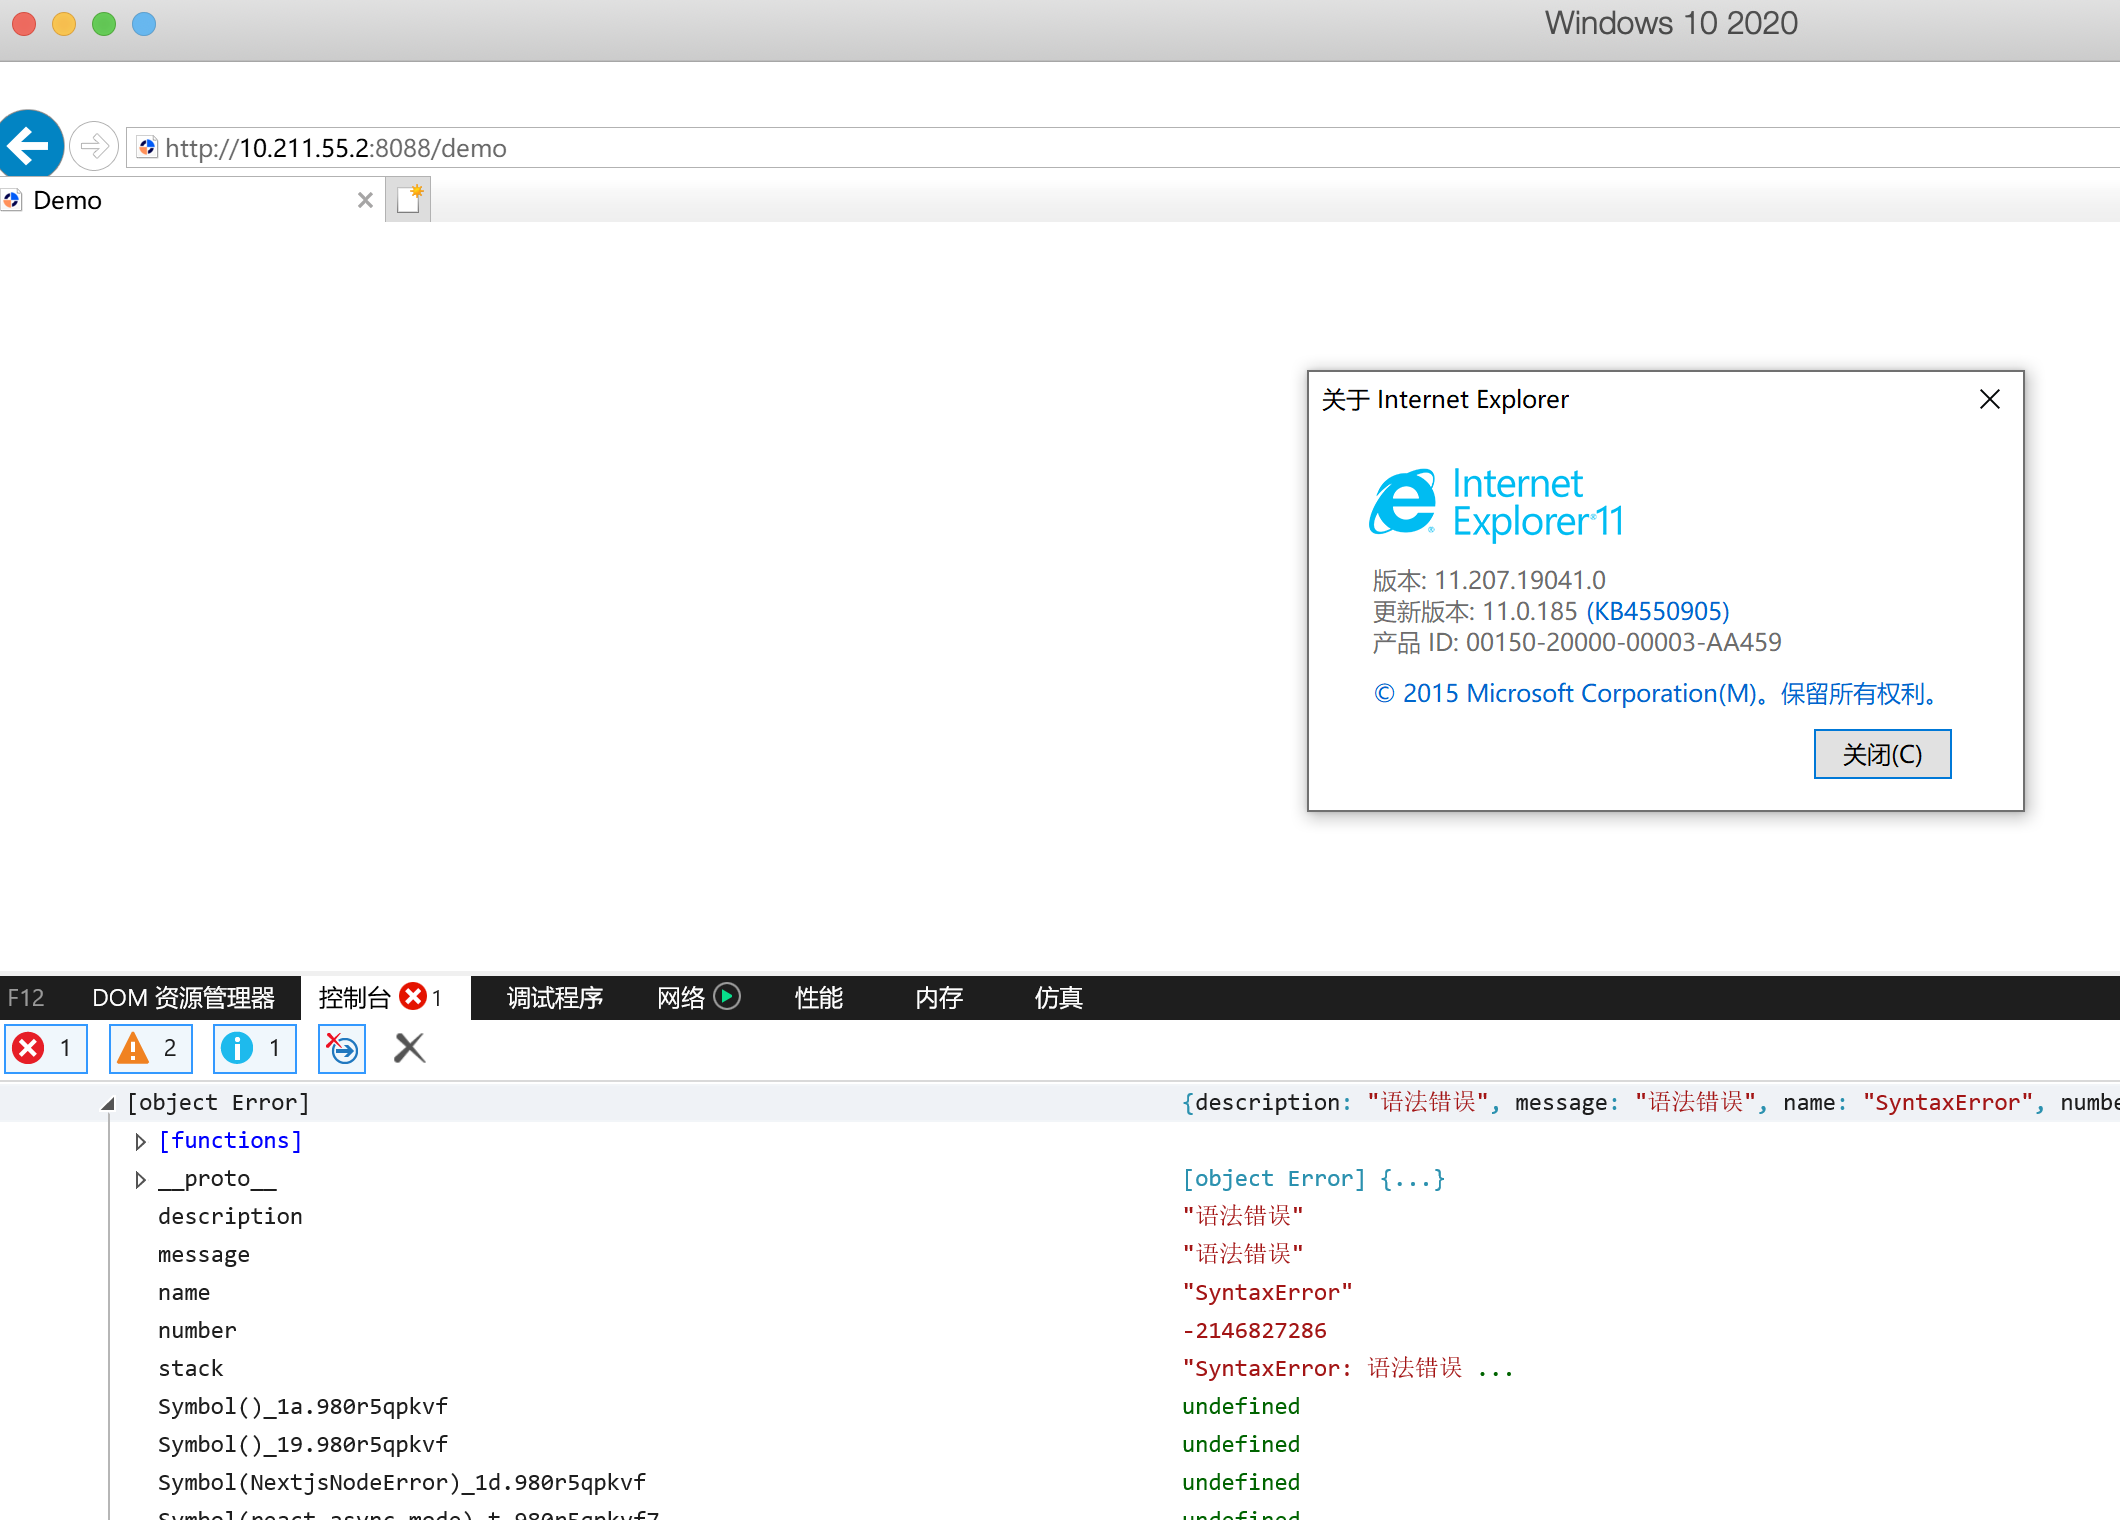 Windows 10 2020
http://10.211.55.2:8088/demo
Demo
关于 Internet Explorer
Internet
Explorer®11
版本: 11.207.19041.0
更新版本: 11.0.185 (KB4550905)
产品 ID: 00150-20000-00003-AA459
© 2015 Microsoft Corporation(M)。保留所有权利。
关闭(C)
F12 DOM 资源管理器 控制台 1 调试程序 网络 性能 内存 仿真
1 2 1
[object Error] {description: "语法错误", message: "语法错误", name: "SyntaxError", numbe
[functions]
__proto__ [object Error] {...}
description "语法错误"
message "语法错误"
name "SyntaxError"
number -2146827286
stack "SyntaxError: 语法错误 ...
Symbol()_1a.980r5qpkvf undefined
Symbol()_19.980r5qpkvf undefined
Symbol(NextjsNodeError)_1d.980r5qpkvf undefined
Symbol(react.async_mode)_t.980r5qpkvf7 undefined